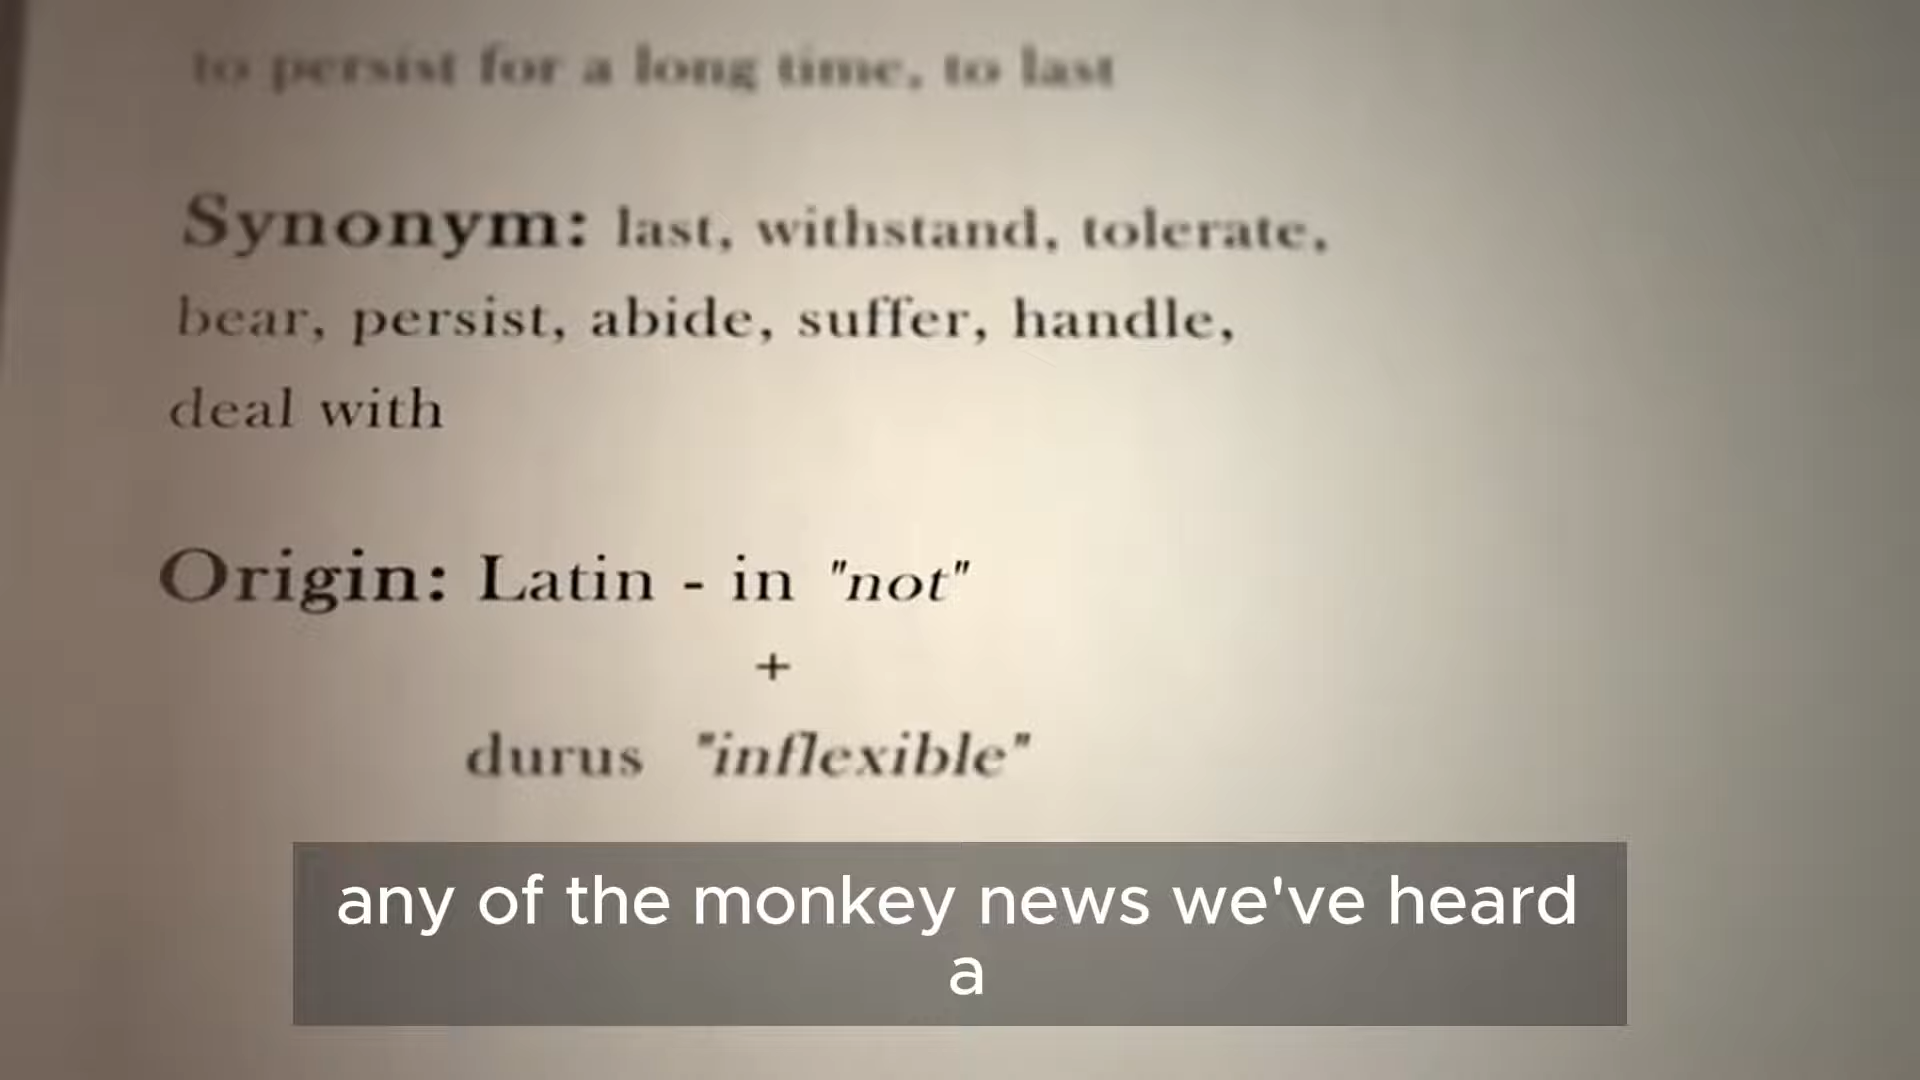 to persist for a long time, to last
Synonym: last, withstand, tolerate,
bear, persist, abide, suffer, handle,
deal with
Origin: Latin - in "not"
+
durus "inflexible"
any of the monkey news we've heard
a